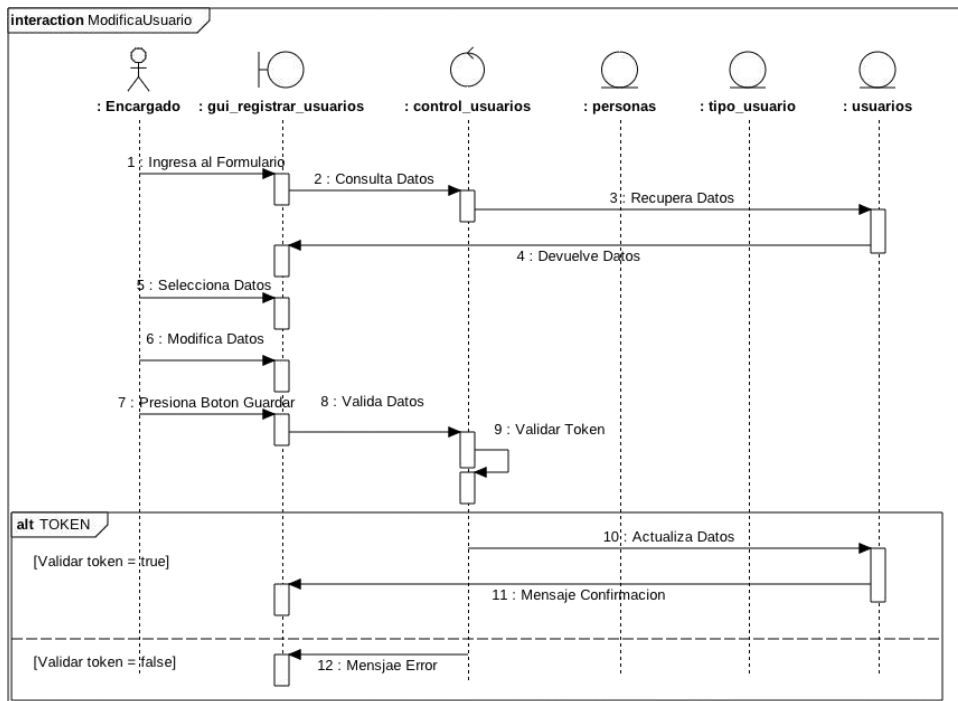 interaction ModificaUsuario
: Encargado : gui_registrar_usuarios : control_usuarios : personas : tipo_usuario : usuarios
1 : Ingresa al Formulario
2 : Consulta Datos
3 : Recupera Datos
4 : Devuelve Datos
5 : Selecciona Datos
6 : Modifica Datos
7 : Presiona Boton Guardar
8 : Valida Datos
9 : Validar Token
alt TOKEN
10 : Actualiza Datos
[Validar token = true]
11 : Mensaje Confirmacion
[Validar token = false]
12 : Mensjae Error